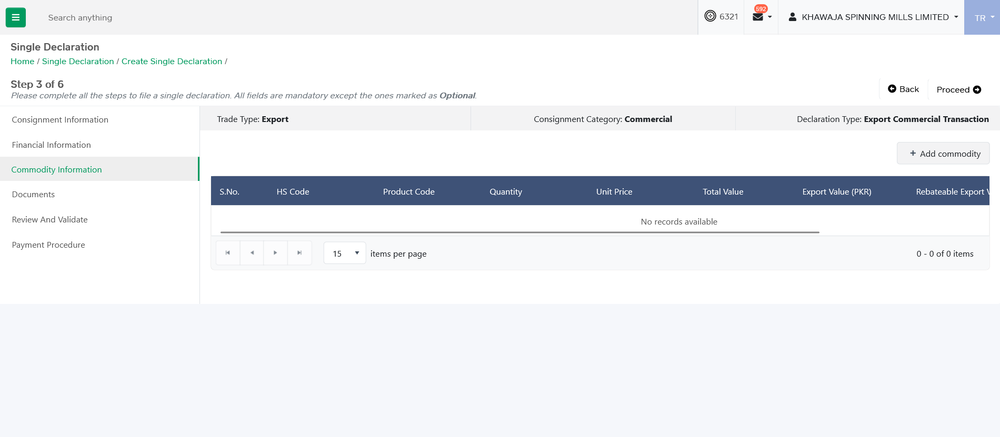 Search anything
6321
592
KHAWAJA SPINNING MILLS LIMITED
TR
Single Declaration
Home / Single Declaration / Create Single Declaration /
Step 3 of 6
Please complete all the steps to file a single declaration. All fields are mandatory except the ones marked as Optional.
Back
Proceed
Consignment Information
Financial Information
Commodity Information
Documents
Review And Validate
Payment Procedure
Trade Type: Export
Consignment Category: Commercial
Declaration Type: Export Commercial Transaction
+ Add commodity
S.No. HS Code Product Code Quantity Unit Price Total Value Export Value (PKR) Rebateable Export
No records available
15 items per page
0 - 0 of 0 items